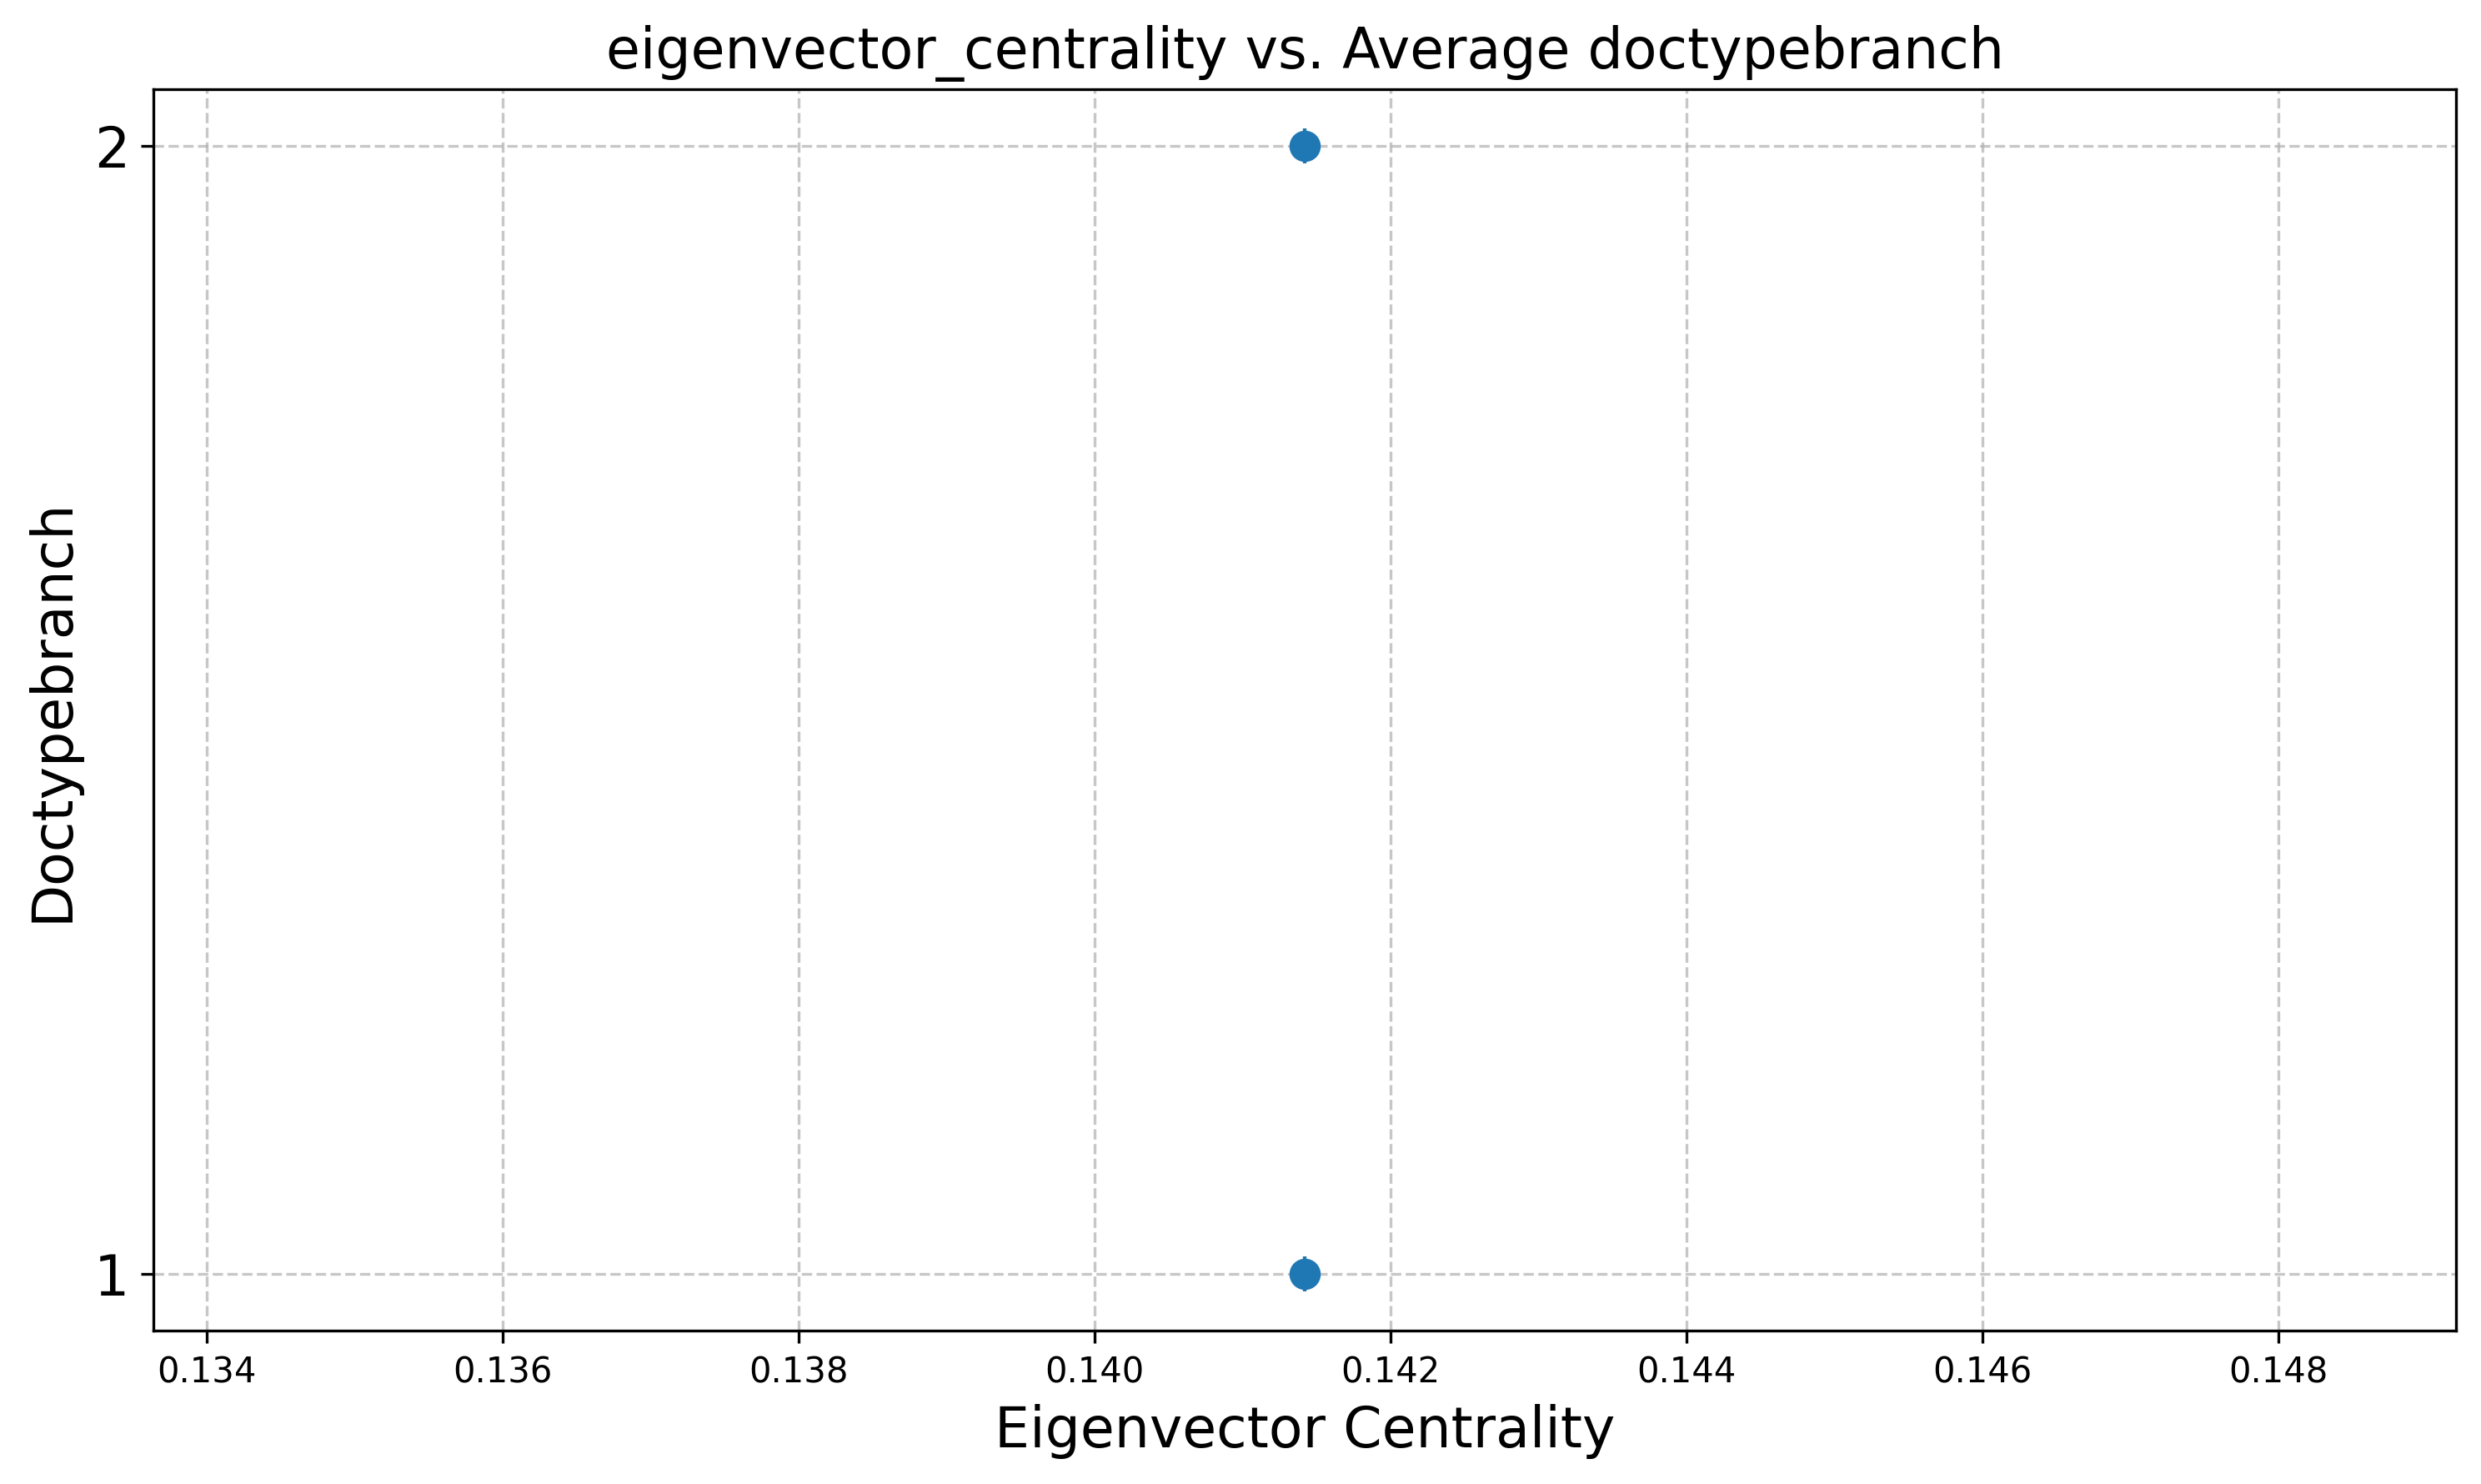 eigenvector_centrality vs. Average doctypebranch
2
Doctypebranch
1
0.134 0.136 0.138 0.140 0.142 0.144 0.146 0.148
Eigenvector Centrality